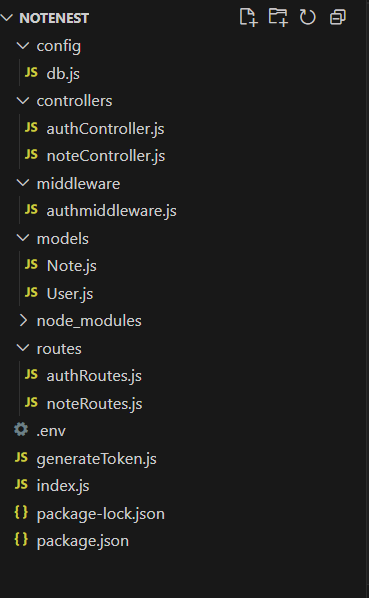 NOTENEST
config
JS db.js
controllers
JS authController.js
JS noteController.js
middleware
JS authmiddleware.js
models
JS Note.js
JS User.js
node_modules
routes
JS authRoutes.js
JS noteRoutes.js
.env
JS generateToken.js
JS index.js
{} package-lock.json
{} package.json